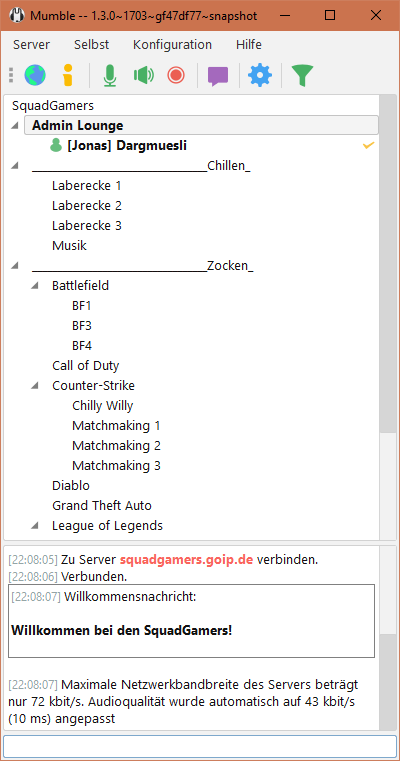 Mumble -- 1.3.0~1703~gf47df77~snapshot
Server Selbst Konfiguration Hilfe
SquadGamers
Admin Lounge
[Jonas] Dargmuesli
___________________________Chillen_
Laberecke 1
Laberecke 2
Laberecke 3
Musik
___________________________Zocken_
Battlefield
BF1
BF3
BF4
Call of Duty
Counter-Strike
Chilly Willy
Matchmaking 1
Matchmaking 2
Matchmaking 3
Diablo
Grand Theft Auto
League of Legends
[22:08:05] Zu Server squadgamers.goip.de verbinden.
[22:08:06] Verbunden.
[22:08:07] Willkommensnachricht:
Willkommen bei den SquadGamers!
[22:08:07] Maximale Netzwerkbandbreite des Servers beträgt
nur 72 kbit/s. Audioqualität wurde automatisch auf 43 kbit/s
(10 ms) angepasst